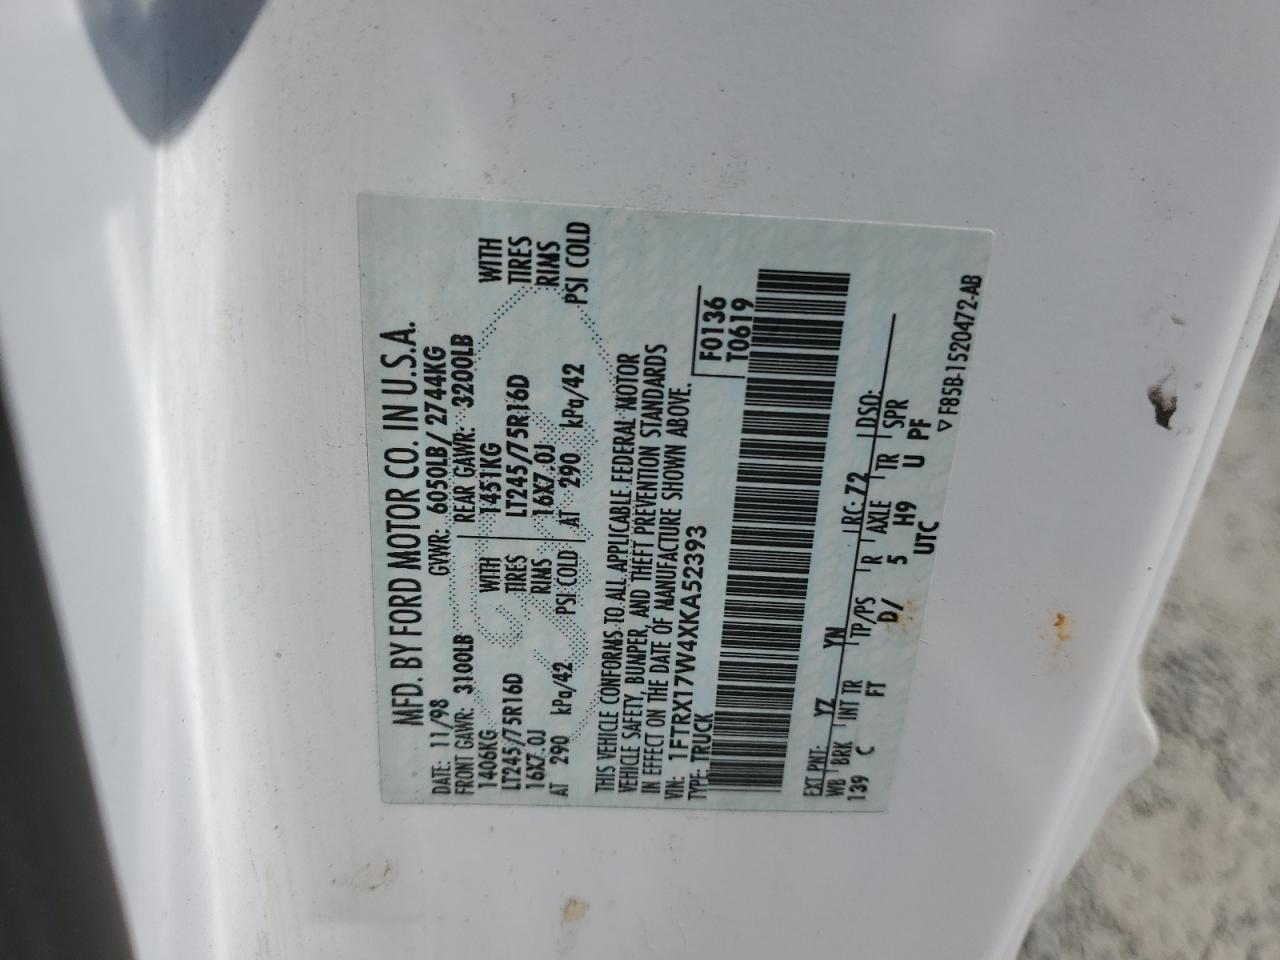 MFD. BY FORD MOTOR CO. IN U.S.A.
DATE: 11/98 GVWR: 6050LB/ 2744KG
FRONT GAWR: 3100LB REAR GAWR: 3200LB
1406KG WITH 1451KG WITH
LT245/75R16D TIRES LT245/75R16D TIRES
16X7.0J RIMS 16X7.0J RIMS
AT 290 kPa/42 PSI COLD AT 290 kPa/42 PSI COLD
THIS VEHICLE CONFORMS TO ALL APPLICABLE FEDERAL MOTOR
VEHICLE SAFETY, BUMPER, AND THEFT PREVENTION STANDARDS
IN EFFECT ON THE DATE OF MANUFACTURE SHOWN ABOVE.
VIN: 1FTRX17W4XKA52393 F0136
TYPE: TRUCK T0619
EXT PNT: YZ YN RC: 72 DSO:
WB BRK INT TR TP/PS R AXLE TR SPR
139 C FT D/ 5 H9 U PF
UTC
▽ F85B-1520472-AB